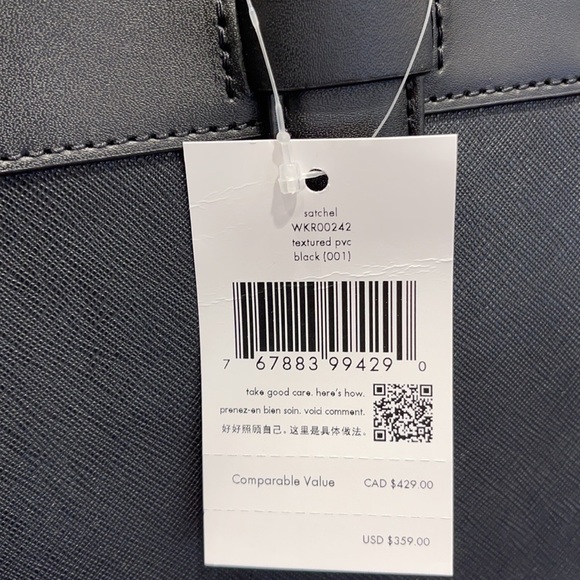 satchel
WKR00242
textured pvc
black (001)
7 67883 99429 0
take good care. here's how.
prenez-en bien soin. voici comment.
好好照顾自己。这里是具体做法。
Comparable Value CAD $429.00
USD $359.00